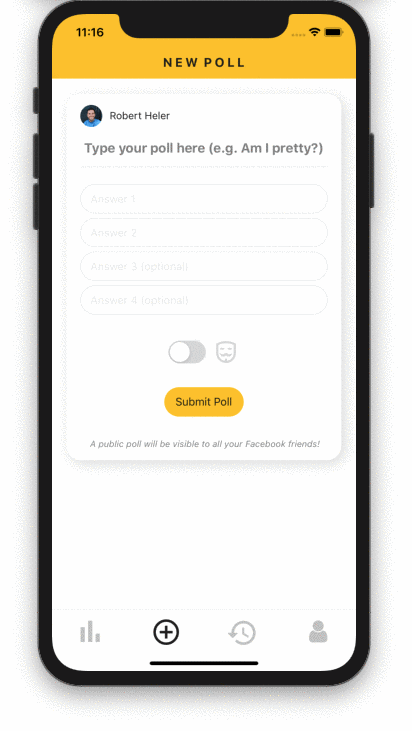 11:16
NEW POLL
Robert Heler
Type your poll here (e.g. Am I pretty?)
Answer 1
Answer 2
Answer 3 (optional)
Answer 4 (optional)
Submit Poll
A public poll will be visible to all your Facebook friends!